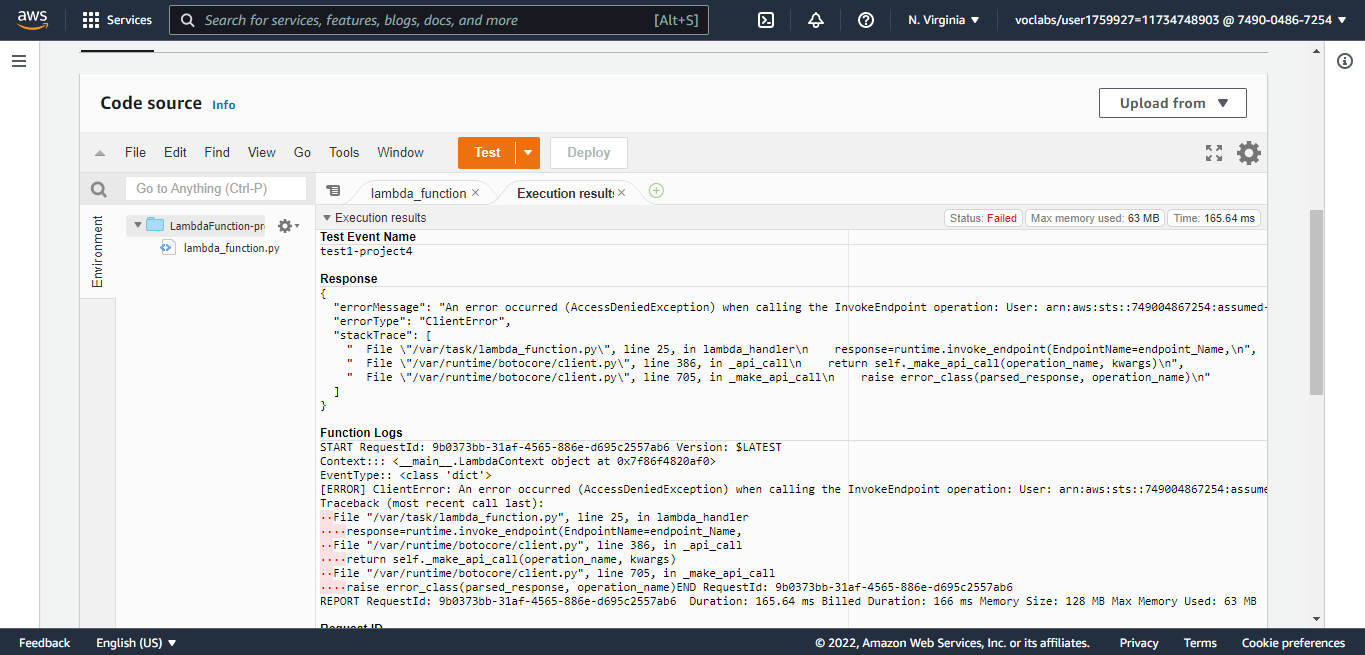 aws
Services
Search for services, features, blogs, docs, and more
[Alt+S]
N. Virginia ▼
voclabs/user1759927=11734748903 @ 7490-0486-7254 ▼
Code source Info
Upload from ▼
File Edit Find View Go Tools Window
Test
Deploy
Go to Anything (Ctrl-P)
lambda_function ×
Execution results ×
Environment
LambdaFunction-pr
lambda_function.py
Execution results
Status: Failed
Max memory used: 63 MB
Time: 165.64 ms
Test Event Name
test1-project4
Response
{
"errorMessage": "An error occurred (AccessDeniedException) when calling the InvokeEndpoint operation: User: arn:aws:sts::749004867254:assumed-
"errorType": "ClientError",
"stackTrace": [
"  File \"/var/task/lambda_function.py\", line 25, in lambda_handler\n    response=runtime.invoke_endpoint(EndpointName=endpoint_Name,\n",
"  File \"/var/runtime/botocore/client.py\", line 386, in _api_call\n    return self._make_api_call(operation_name, kwargs)\n",
"  File \"/var/runtime/botocore/client.py\", line 705, in _make_api_call\n    raise error_class(parsed_response, operation_name)\n"
]
}
Function Logs
START RequestId: 9b0373bb-31af-4565-886e-d695c2557ab6 Version: $LATEST
Context::: <__main__.LambdaContext object at 0x7f86f4820af0>
EventType:: <class 'dict'>
[ERROR] ClientError: An error occurred (AccessDeniedException) when calling the InvokeEndpoint operation: User: arn:aws:sts::749004867254:assume
Traceback (most recent call last):
··File "/var/task/lambda_function.py", line 25, in lambda_handler
····response=runtime.invoke_endpoint(EndpointName=endpoint_Name,
··File "/var/runtime/botocore/client.py", line 386, in _api_call
····return self._make_api_call(operation_name, kwargs)
··File "/var/runtime/botocore/client.py", line 705, in _make_api_call
····raise error_class(parsed_response, operation_name)END RequestId: 9b0373bb-31af-4565-886e-d695c2557ab6
REPORT RequestId: 9b0373bb-31af-4565-886e-d695c2557ab6  Duration: 165.64 ms Billed Duration: 166 ms Memory Size: 128 MB Max Memory Used: 63 MB
Request ID
Feedback English (US) ▼
© 2022, Amazon Web Services, Inc. or its affiliates. Privacy Terms Cookie preferences